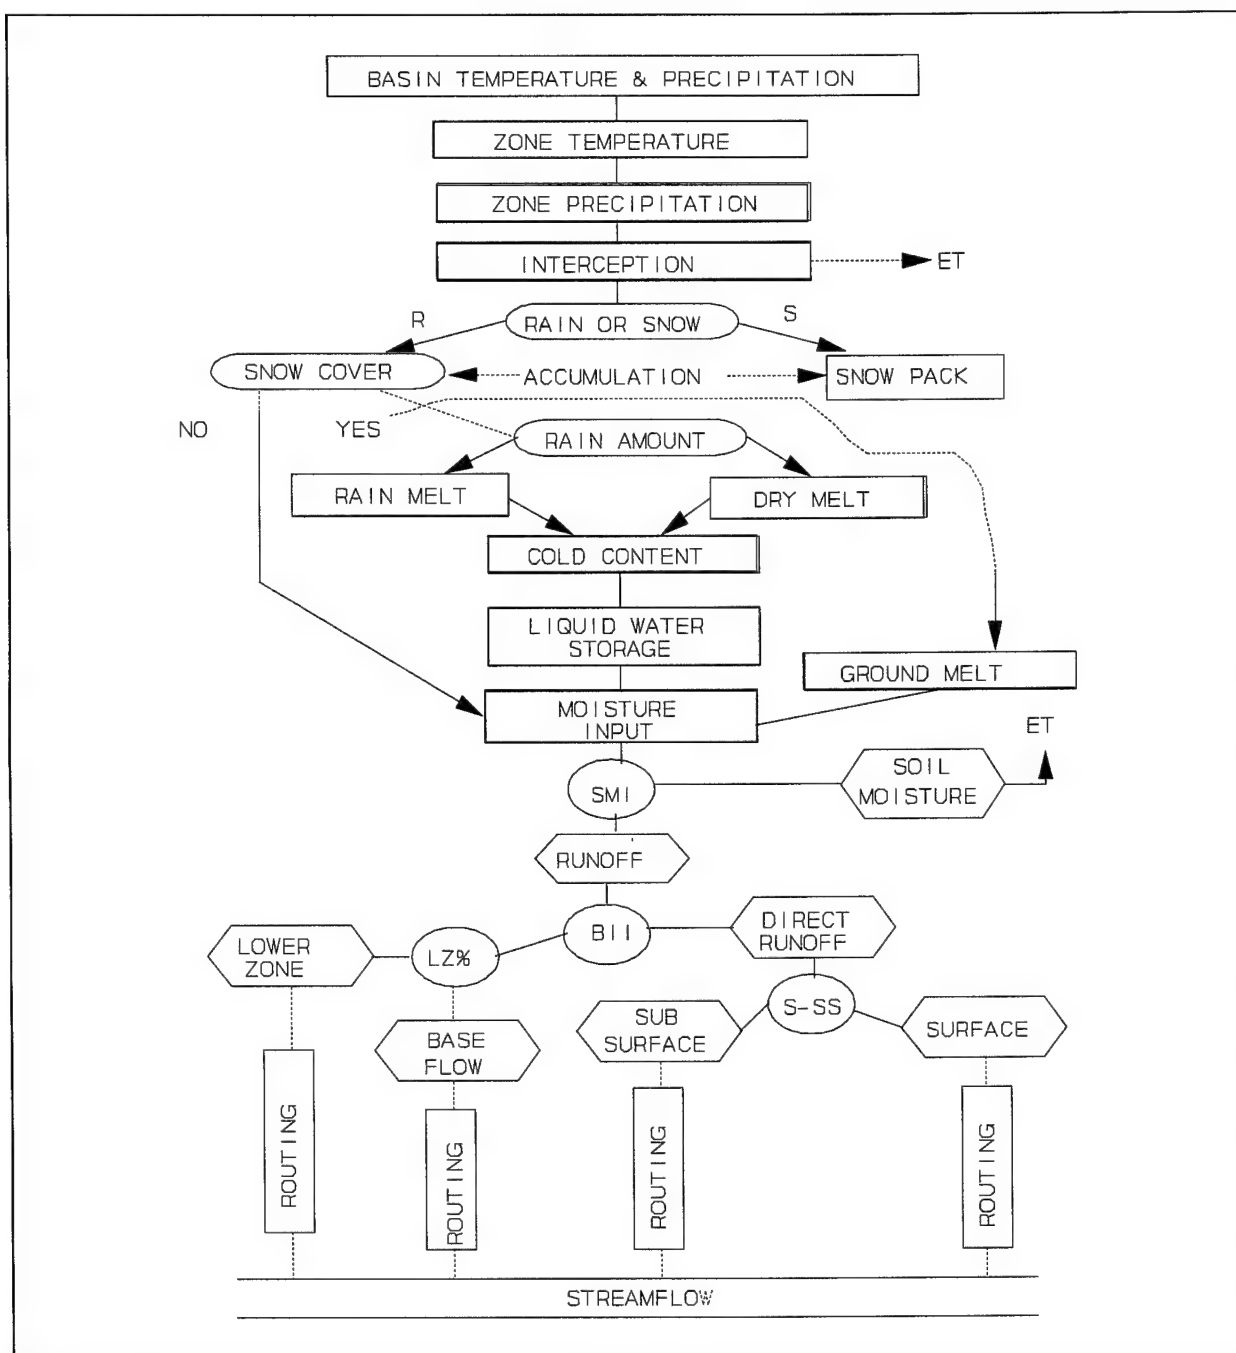 BASIN TEMPERATURE & PRECIPITATION
ZONE TEMPERATURE
ZONE PRECIPITATION
INTERCEPTION
ET
R
RAIN OR SNOW
S
SNOW COVER
ACCUMULATION
SNOW PACK
NO
YES
RAIN AMOUNT
RAIN MELT
DRY MELT
COLD CONTENT
LIQUID WATER
STORAGE
GROUND MELT
MOISTURE
INPUT
ET
SMI
SOIL
MOISTURE
RUNOFF
BII
DIRECT
RUNOFF
LOWER
ZONE
LZ%
S-SS
SUB
SURFACE
SURFACE
BASE
FLOW
ROUTING
ROUTING
ROUTING
ROUTING
STREAMFLOW